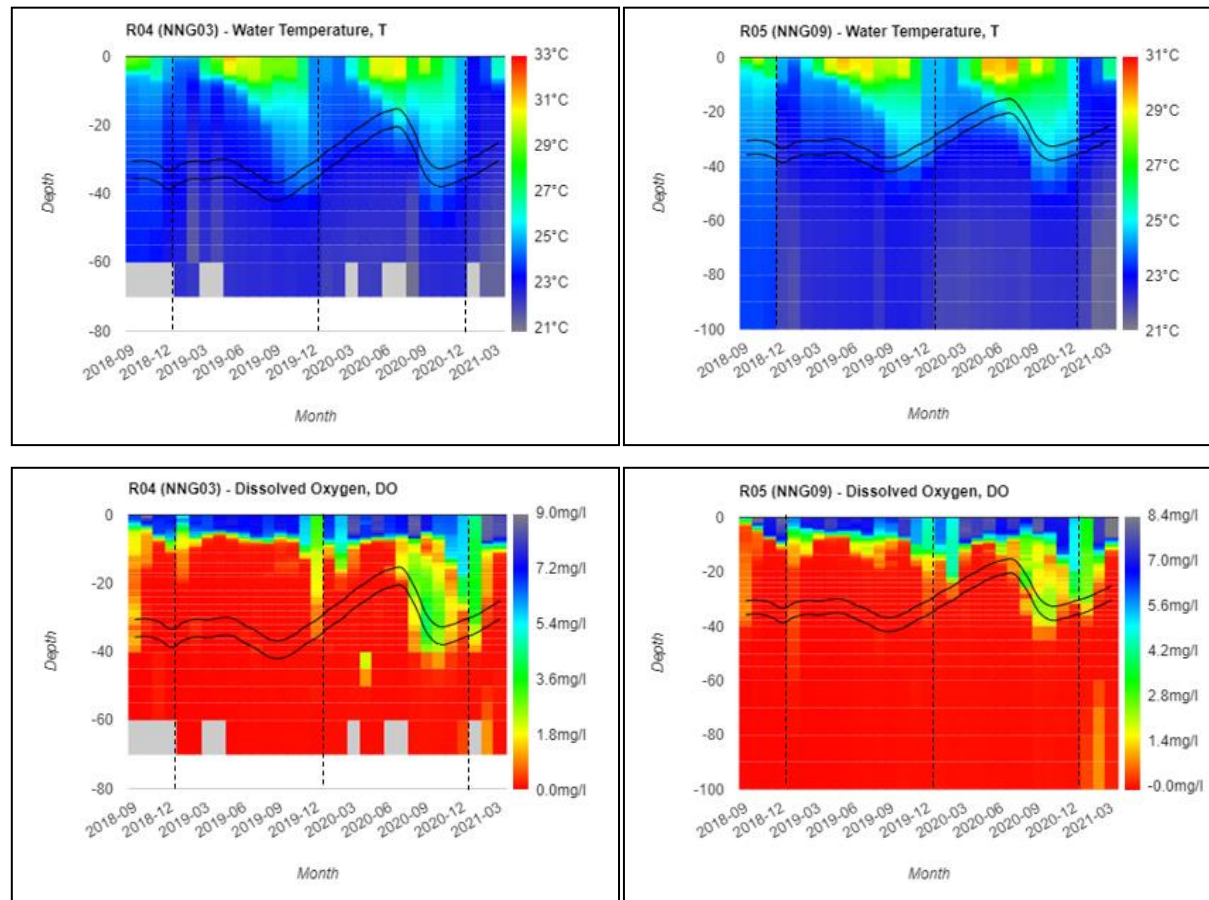 R04 (NNG03) - Water Temperature, T
0
-20
-40
-60
-80
Depth
33°C
31°C
29°C
27°C
25°C
23°C
21°C
2018-09
2018-12
2019-03
2019-06
2019-09
2019-12
2020-03
2020-06
2020-09
2020-12
2021-03
Month
R05 (NNG09) - Water Temperature, T
0
-20
-40
-60
-80
-100
Depth
31°C
29°C
27°C
25°C
23°C
21°C
2018-09
2018-12
2019-03
2019-06
2019-09
2019-12
2020-03
2020-06
2020-09
2020-12
2021-03
Month
R04 (NNG03) - Dissolved Oxygen, DO
0
-20
-40
-60
-80
Depth
9.0mg/l
7.2mg/l
5.4mg/l
3.6mg/l
1.8mg/l
0.0mg/l
2018-09
2018-12
2019-03
2019-06
2019-09
2019-12
2020-03
2020-06
2020-09
2020-12
2021-03
Month
R05 (NNG09) - Dissolved Oxygen, DO
0
-20
-40
-60
-80
-100
Depth
8.4mg/l
7.0mg/l
5.6mg/l
4.2mg/l
2.8mg/l
1.4mg/l
-0.0mg/l
2018-09
2018-12
2019-03
2019-06
2019-09
2019-12
2020-03
2020-06
2020-09
2020-12
2021-03
Month